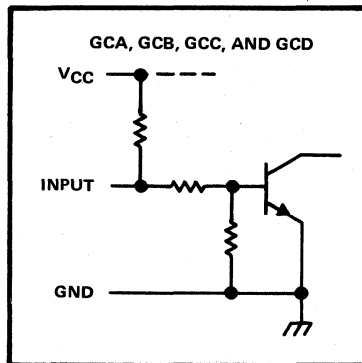 GCA, GCB, GCC, AND GCD
VCC
INPUT
GND